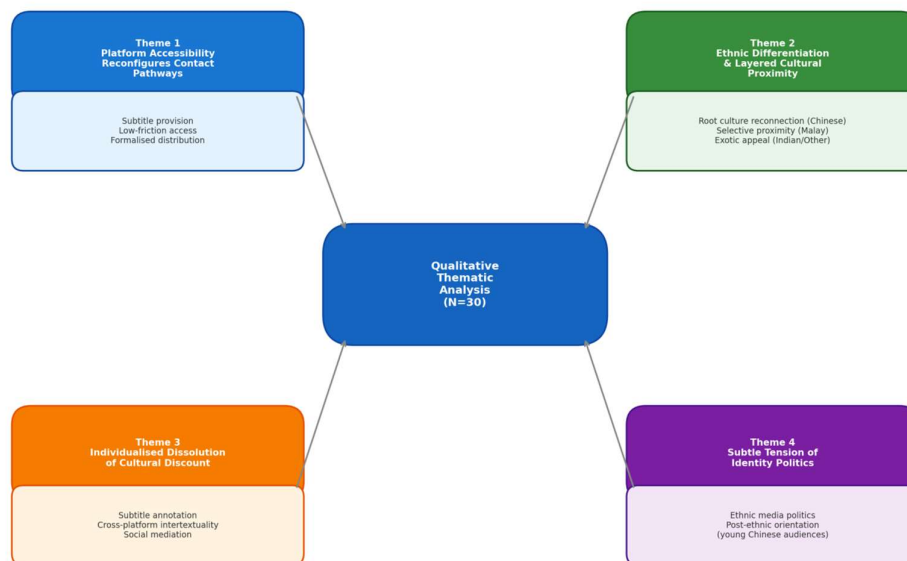 Theme 1
Platform Accessibility
Reconfigures Contact
Pathways
Subtitle provision
Low-friction access
Formalised distribution
Theme 2
Ethnic Differentiation
& Layered Cultural
Proximity
Root culture reconnection (Chinese)
Selective proximity (Malay)
Exotic appeal (Indian/Other)
Qualitative
Thematic
Analysis
(N=30)
Theme 3
Individualised Dissolution
of Cultural Discount
Subtitle annotation
Cross-platform intertextuality
Social mediation
Theme 4
Subtle Tension of
Identity Politics
Ethnic media politics
Post-ethnic orientation
(young Chinese audiences)